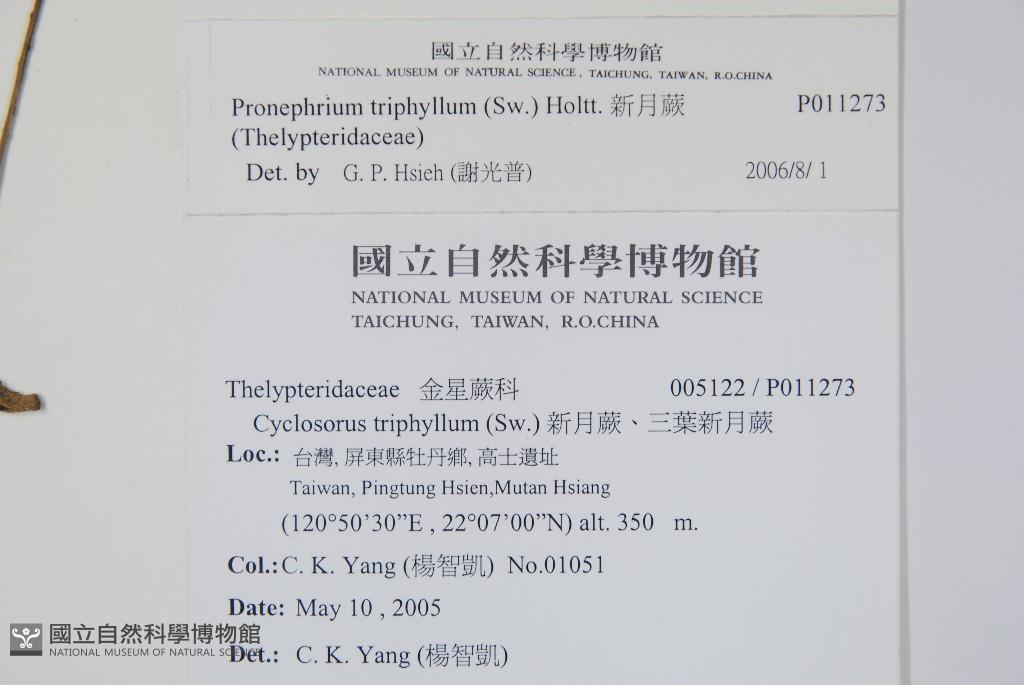 國立自然科學博物館
NATIONAL MUSEUM OF NATURAL SCIENCE, TAICHUNG, TAIWAN, R.O.CHINA
Pronephrium triphyllum (Sw.) Holtt. 新月蕨 P011273
(Thelypteridaceae)
Det. by G. P. Hsieh (謝光普) 2006/8/ 1
國立自然科學博物館
NATIONAL MUSEUM OF NATURAL SCIENCE
TAICHUNG, TAIWAN, R.O.CHINA
Thelypteridaceae 金星蕨科 005122 / P011273
Cyclosorus triphyllum (Sw.) 新月蕨、三葉新月蕨
Loc.: 台灣, 屏東縣牡丹鄉, 高士遺址
Taiwan, Pingtung Hsien,Mutan Hsiang
(120°50’30”E , 22°07’00”N) alt. 350 m.
Col.: C. K. Yang (楊智凱) No.01051
Date: May 10 , 2005
Det.: C. K. Yang (楊智凱)
國立自然科學博物館
NATIONAL MUSEUM OF NATURAL SCIENCE